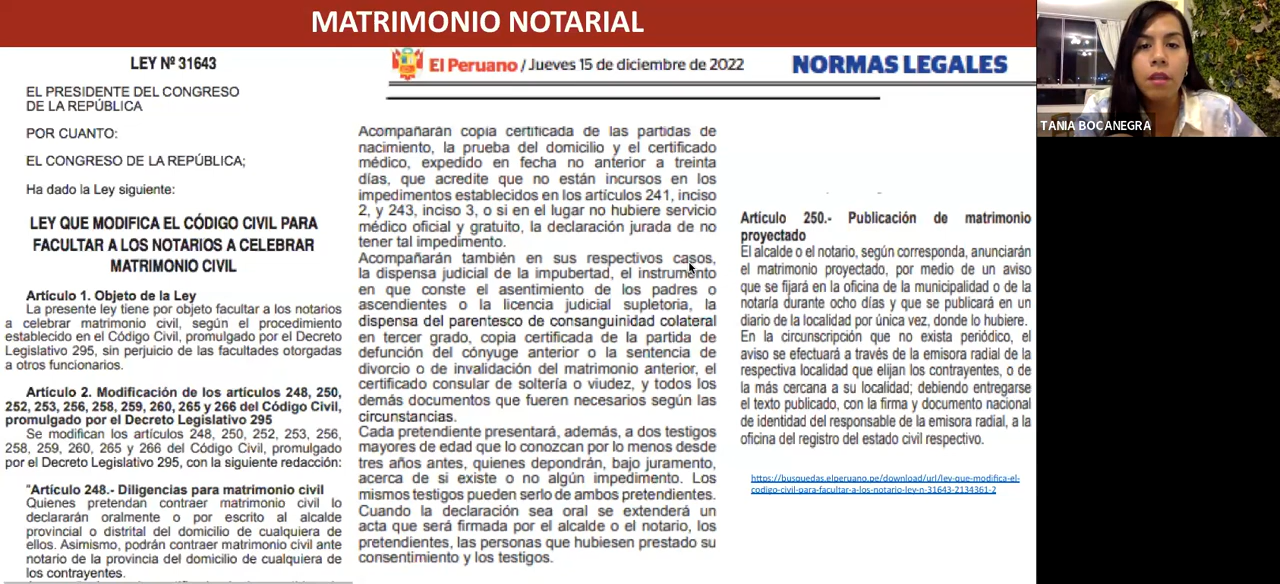 MATRIMONIO NOTARIAL
LEY Nº 31643
EL PRESIDENTE DEL CONGRESO
DE LA REPÚBLICA
POR CUANTO:
EL CONGRESO DE LA REPÚBLICA;
Ha dado la Ley siguiente:
LEY QUE MODIFICA EL CÓDIGO CIVIL PARA
FACULTAR A LOS NOTARIOS A CELEBRAR
MATRIMONIO CIVIL
Artículo 1. Objeto de la Ley
La presente ley tiene por objeto facultar a los notarios
a celebrar matrimonio civil, según el procedimiento
establecido en el Código Civil, promulgado por el Decreto
Legislativo 295, sin perjuicio de las facultades otorgadas
a otros funcionarios.
Artículo 2. Modificación de los artículos 248, 250,
252, 253, 256, 258, 259, 260, 265 y 266 del Código Civil,
promulgado por el Decreto Legislativo 295
Se modifican los artículos 248, 250, 252, 253, 256,
258, 259, 260, 265 y 266 del Código Civil, promulgado
por el Decreto Legislativo 295, con la siguiente redacción:
"Artículo 248.- Diligencias para matrimonio civil
Quienes pretendan contraer matrimonio civil lo
declararán oralmente o por escrito al alcalde
provincial o distrital del domicilio de cualquiera de
ellos. Asimismo, podrán contraer matrimonio civil ante
notario de la provincia del domicilio de cualquiera de
los contrayentes.
El Peruano / Jueves 15 de diciembre de 2022
NORMAS LEGALES
Acompañarán copia certificada de las partidas de
nacimiento, la prueba del domicilio y el certificado
médico, expedido en fecha no anterior a treinta
días, que acredite que no están incursos en los
impedimentos establecidos en los artículos 241, inciso
2, y 243, inciso 3, o si en el lugar no hubiere servicio
médico oficial y gratuito, la declaración jurada de no
tener tal impedimento.
Acompañarán también en sus respectivos casos,
la dispensa judicial de la impubertad, el instrumento
en que conste el asentimiento de los padres o
ascendientes o la licencia judicial supletoria, la
dispensa del parentesco de consanguinidad colateral
en tercer grado, copia certificada de la partida de
defunción del cónyuge anterior o la sentencia de
divorcio o de invalidación del matrimonio anterior, el
certificado consular de soltería o viudez, y todos los
demás documentos que fueren necesarios según las
circunstancias.
Cada pretendiente presentará, además, a dos testigos
mayores de edad que lo conozcan por lo menos desde
tres años antes, quienes depondrán, bajo juramento,
acerca de si existe o no algún impedimento. Los
mismos testigos pueden serlo de ambos pretendientes.
Cuando la declaración sea oral se extenderá un
acta que será firmada por el alcalde o el notario, los
pretendientes, las personas que hubiesen prestado su
consentimiento y los testigos.
Artículo 250.- Publicación de matrimonio
proyectado
El alcalde o el notario, según corresponda, anunciarán
el matrimonio proyectado, por medio de un aviso
que se fijará en la oficina de la municipalidad o de la
notaría durante ocho días y que se publicará en un
diario de la localidad por única vez, donde lo hubiere.
En la circunscripción que no exista periódico, el
aviso se efectuará a través de la emisora radial de la
respectiva localidad que elijan los contrayentes, o de
la más cercana a su localidad; debiendo entregarse
el texto publicado, con la firma y documento nacional
de identidad del responsable de la emisora radial, a la
oficina del registro del estado civil respectivo.
https://busquedas.elperuano.pe/download/url/ley-que-modifica-el-
codigo-civil-para-facultar-a-los-notario-ley-n-31643-2134361-2
TANIA BOCANEGRA